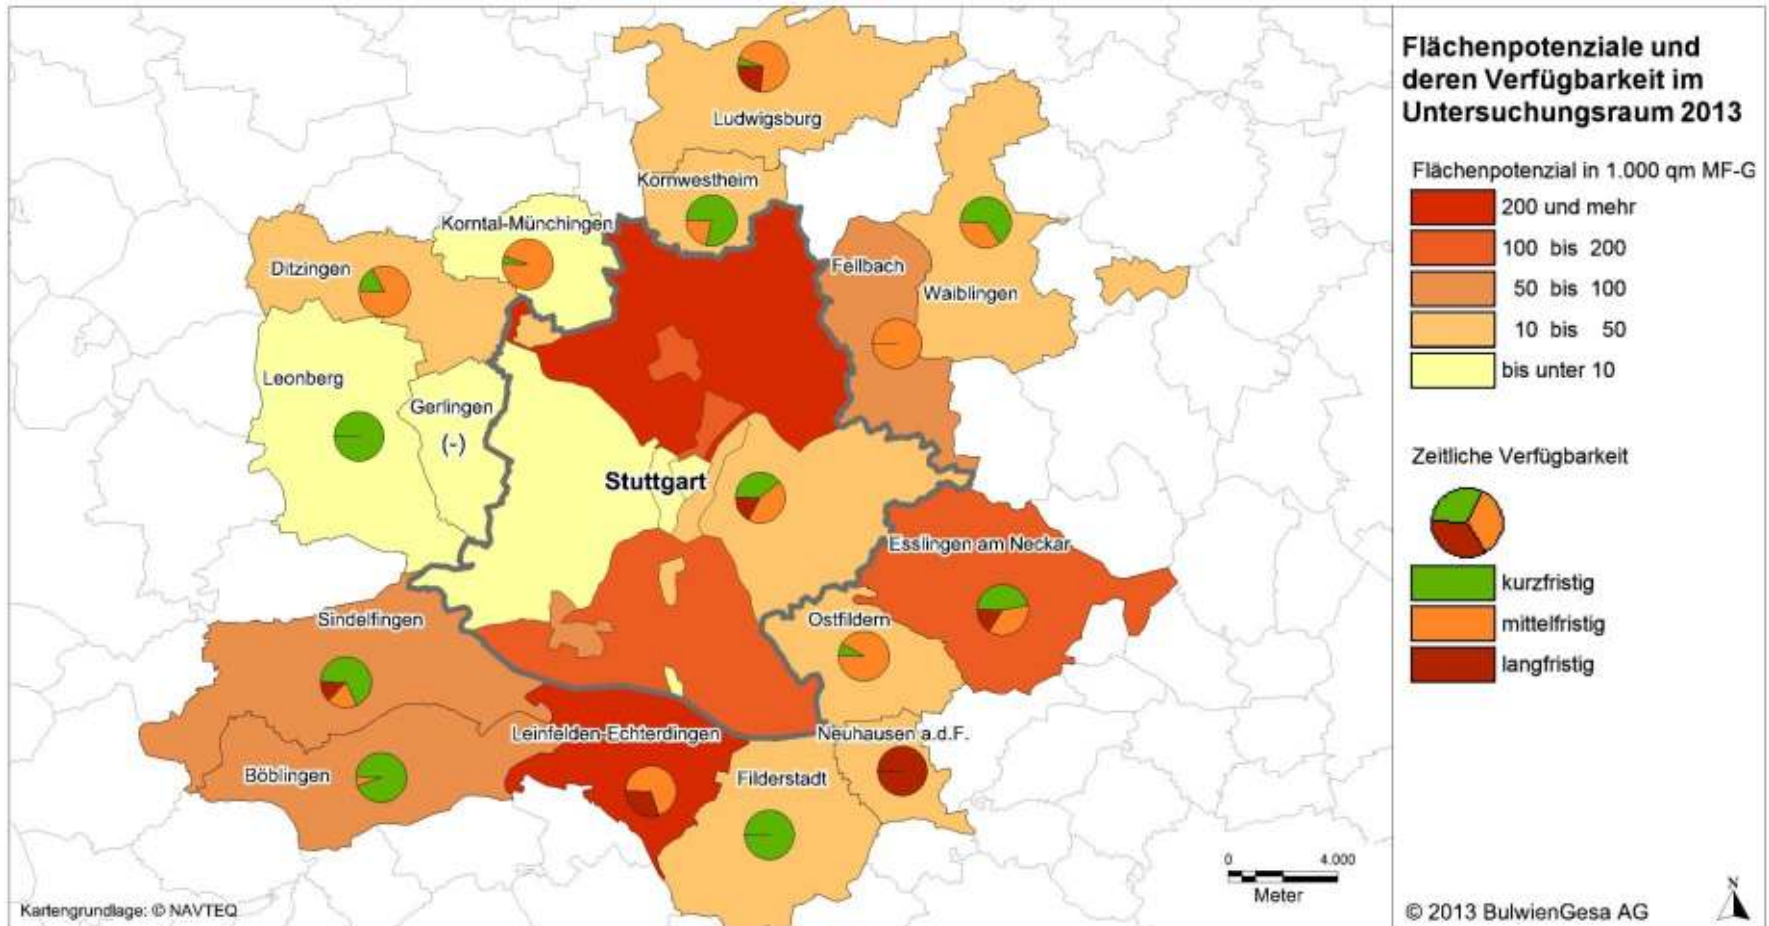 Flächenpotenziale und
deren Verfügbarkeit im
Untersuchungsraum 2013
Flächenpotenzial in 1.000 qm MF-G
200 und mehr
100 bis 200
50 bis 100
10 bis 50
bis unter 10
Zeitliche Verfügbarkeit
kurzfristig
mittelfristig
langfristig
© 2013 BulwienGesa AG
N
Ludwigsburg
Kornwestheim
Korntal-Münchingen
Ditzingen
Fellbach
Waiblingen
Leonberg
Gerlingen
(-)
Stuttgart
Esslingen am Neckar
Sindelfingen
Ostfildern
Leinfelden-Echterdingen
Neuhausen a.d.F.
Böblingen
Filderstadt
0 4.000
Meter
Kartengrundlage: © NAVTEQ